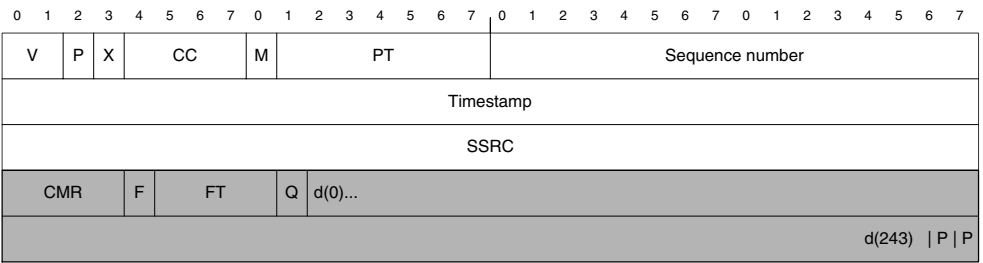 0 1 2 3 4 5 6 7 0 1 2 3 4 5 6 7 0 1 2 3 4 5 6 7 0 1 2 3 4 5 6 7
V P X CC M PT Sequence number
Timestamp
SSRC
CMR F FT Q d(0)...
d(243) | P | P